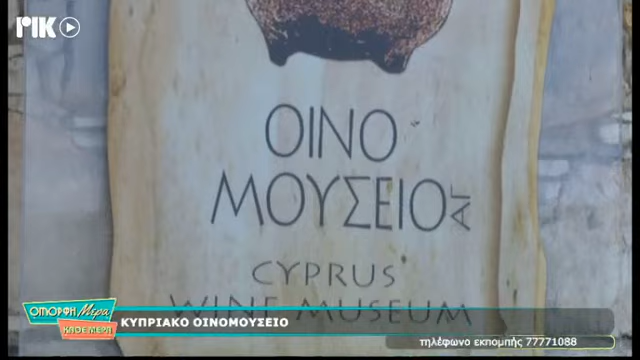 ΡΙΚ
ΟΙΝΟ
ΜΟΥΣΕΙΟ ΑΓ
CYPRUS
WINE MUSEUM
ΟΜΟΡΦΗ Μέρα
ΚΑΘΕ ΜΕΡΑ
ΚΥΠΡΙΑΚΟ ΟΙΝΟΜΟΥΣΕΙΟ
τηλέφωνο εκπομπής 77771088